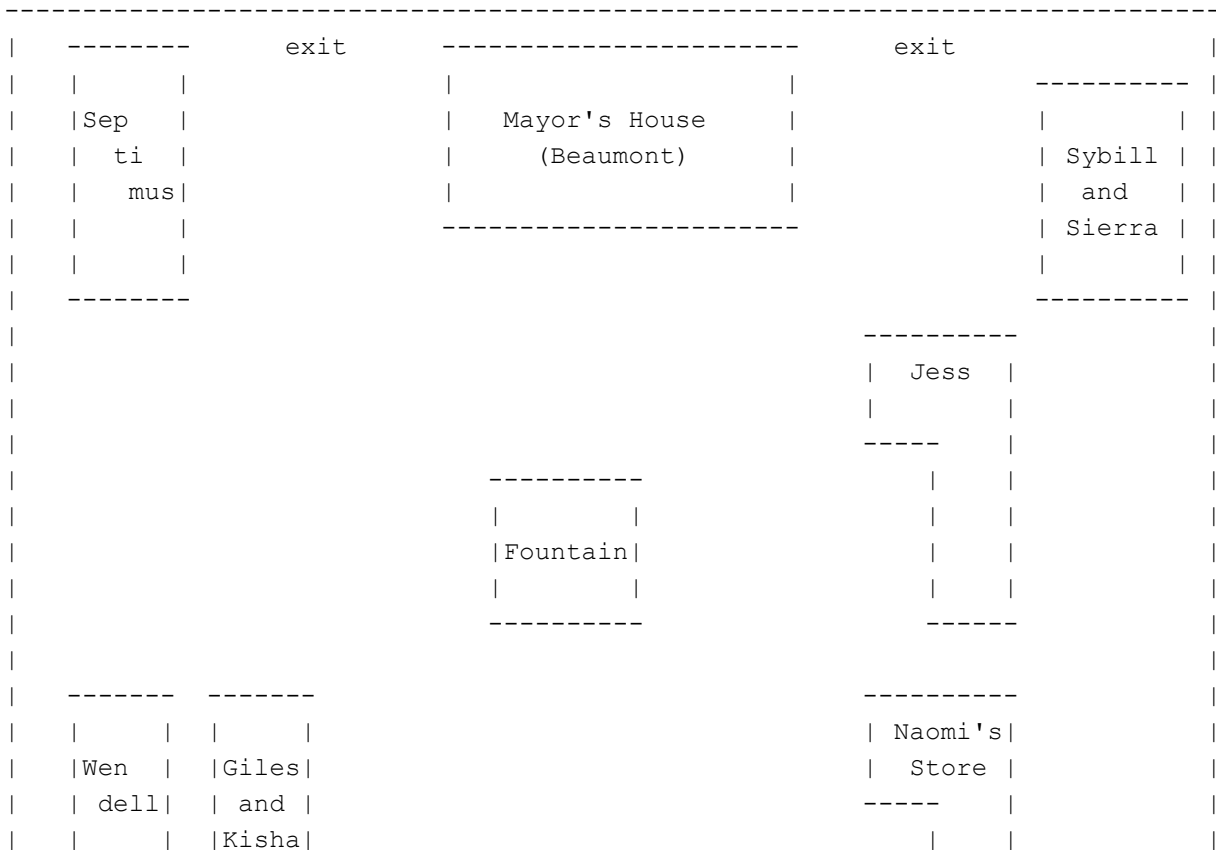 exit exit
Sep Mayor's House
ti (Beaumont) Sybill
mus and
Sierra
Jess
Fountain
Naomi's
Wen Giles Store
dell and
Kisha